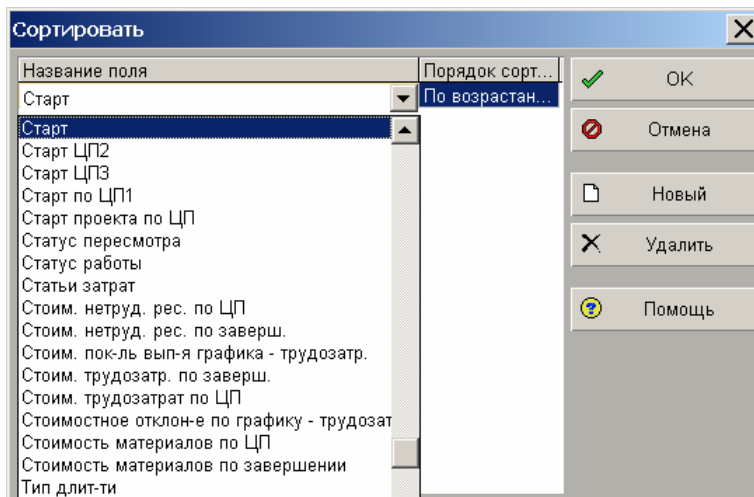 Сортировать
Название поля
Порядок сорт...
Старт
По возрастан...
Старт
Старт ЦП2
Старт ЦП3
Старт по ЦП1
Старт проекта по ЦП
Статус пересмотра
Статус работы
Статьи затрат
Стоим. нетруд. рес. по ЦП
Стоим. нетруд. рес. по заверш.
Стоим. пок-ль вып-я графика - трудозатр.
Стоим. трудозатр. по заверш.
Стоим. трудозатрат по ЦП
Стоимостное отклон-е по графику - трудозат
Стоимость материалов по ЦП
Стоимость материалов по завершении
Тип длит-ти
OK
Отмена
Новый
Удалить
Помощь